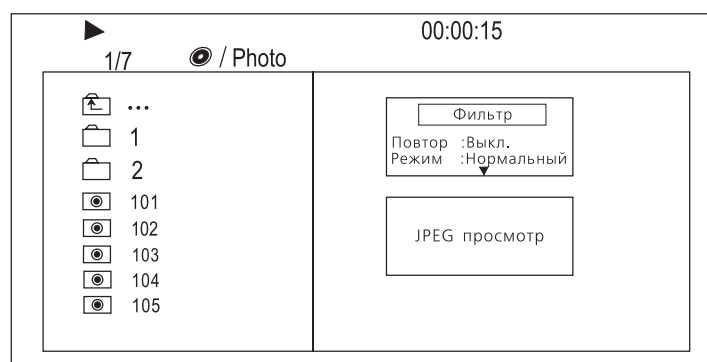 00:00:15
1/7 / Photo
...
1
2
101
102
103
104
105
Фильтр
Повтор :Выкл.
Режим :Нормальный
JPEG просмотр